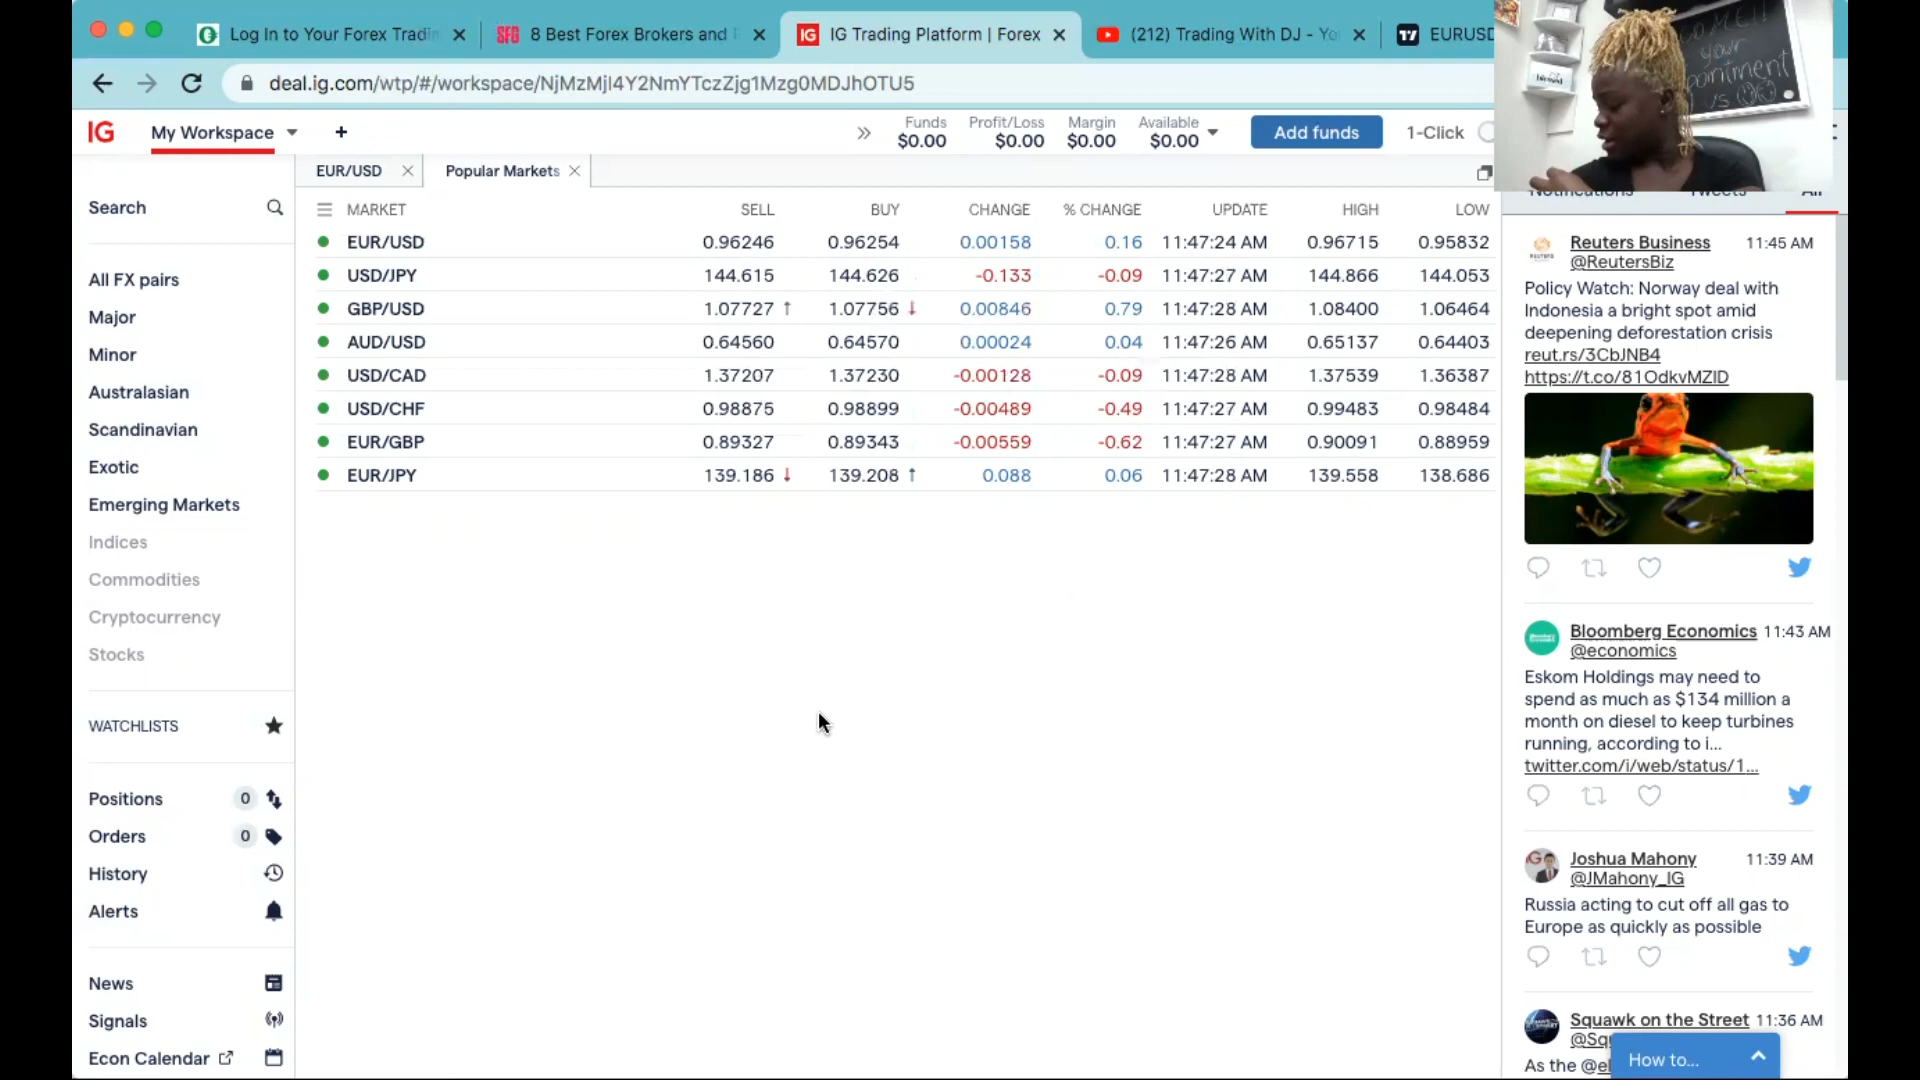 Log In to Your Forex Tradin
SFG 8 Best Forex Brokers and
IG IG Trading Platform | Forex
(212) Trading With DJ - Yo
EURUSD
deal.ig.com/wtp/#/workspace/NjMzMjI4Y2NmYTczZjg1Mzg0MDJhOTU5
your
blessed
IG My Workspace +
Funds $0.00
Profit/Loss $0.00
Margin $0.00
Available $0.00
Add funds
1-Click
EUR/USD
Popular Markets
Notifications Tweets All
Search
All FX pairs
Major
Minor
Australasian
Scandinavian
Exotic
Emerging Markets
Indices
Commodities
Cryptocurrency
Stocks
WATCHLISTS
Positions 0
Orders 0
History
Alerts
News
Signals
Econ Calendar
MARKET SELL BUY CHANGE % CHANGE UPDATE HIGH LOW
EUR/USD 0.96246 0.96254 0.00158 0.16 11:47:24 AM 0.96715 0.95832
USD/JPY 144.615 144.626 -0.133 -0.09 11:47:27 AM 144.866 144.053
GBP/USD 1.07727 ↑ 1.07756 ↓ 0.00846 0.79 11:47:28 AM 1.08400 1.06464
AUD/USD 0.64560 0.64570 0.00024 0.04 11:47:26 AM 0.65137 0.64403
USD/CAD 1.37207 1.37230 -0.00128 -0.09 11:47:28 AM 1.37539 1.36387
USD/CHF 0.98875 0.98899 -0.00489 -0.49 11:47:27 AM 0.99483 0.98484
EUR/GBP 0.89327 0.89343 -0.00559 -0.62 11:47:27 AM 0.90091 0.88959
EUR/JPY 139.186 ↓ 139.208 ↑ 0.088 0.06 11:47:28 AM 139.558 138.686
Reuters Business 11:45 AM
@ReutersBiz
Policy Watch: Norway deal with
Indonesia a bright spot amid
deepening deforestation crisis
reut.rs/3CbJNB4
https://t.co/81OdkvMZlD
Bloomberg Economics 11:43 AM
@economics
Eskom Holdings may need to
spend as much as $134 million a
month on diesel to keep turbines
running, according to i...
twitter.com/i/web/status/1...
Joshua Mahony 11:39 AM
@JMahony_IG
Russia acting to cut off all gas to
Europe as quickly as possible
Squawk on the Street 11:36 AM
@Sq
As the @el
How to...